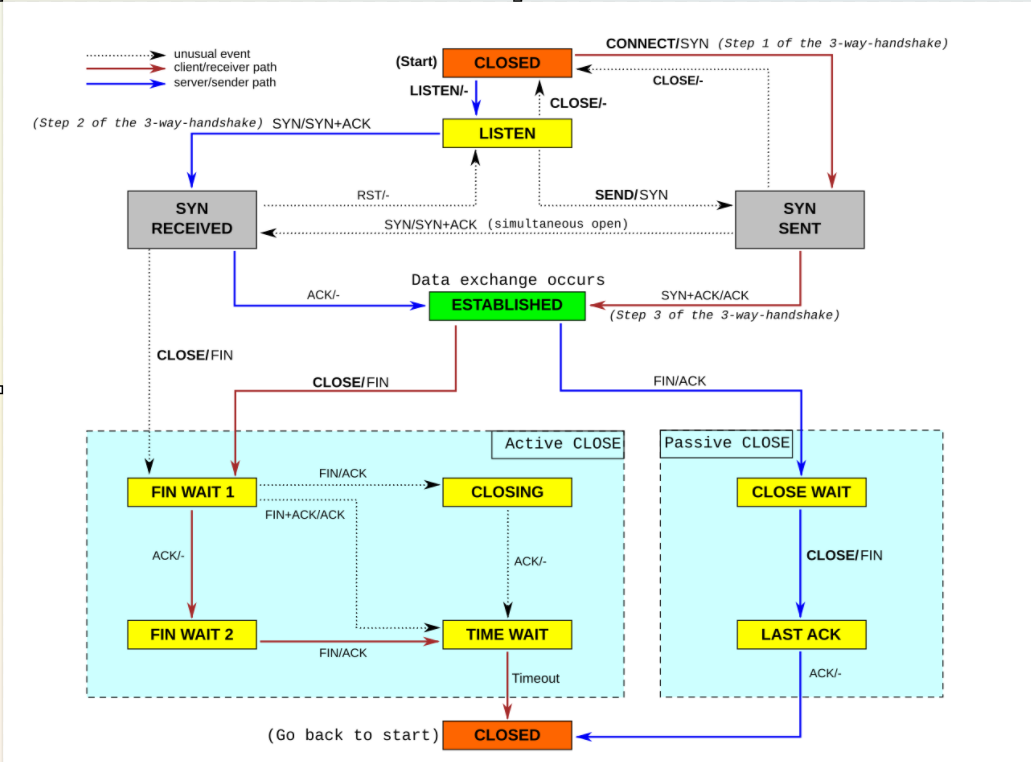 unusual event
client/receiver path
server/sender path
(Start)
CLOSED
CONNECT/SYN (Step 1 of the 3-way-handshake)
CLOSE/-
LISTEN/-
CLOSE/-
(Step 2 of the 3-way-handshake) SYN/SYN+ACK
LISTEN
RST/-
SEND/SYN
SYN
RECEIVED
SYN
SENT
SYN/SYN+ACK (simultaneous open)
Data exchange occurs
ACK/-
ESTABLISHED
SYN+ACK/ACK
(Step 3 of the 3-way-handshake)
CLOSE/FIN
CLOSE/FIN
FIN/ACK
Active CLOSE
Passive CLOSE
FIN WAIT 1
FIN/ACK
CLOSING
CLOSE WAIT
FIN+ACK/ACK
ACK/-
ACK/-
CLOSE/FIN
FIN WAIT 2
FIN/ACK
TIME WAIT
LAST ACK
Timeout
ACK/-
(Go back to start)
CLOSED